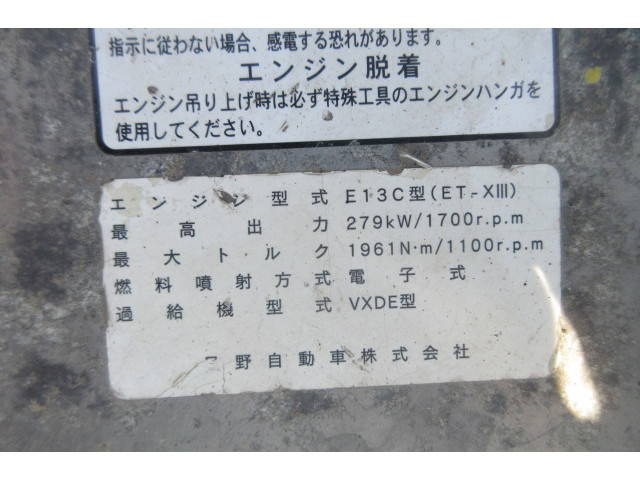 指示に従わない場合、感電する恐れがあります。
エンジン脱着
エンジン吊り上げ時は必ず特殊工具のエンジンハンガを
使用してください。
エンジン型式 E13C型(ET-XIII)
最高出力 279kW/1700r.p.m
最大トルク 1961N·m/1100r.p.m
燃料噴射方式 電子式
過給機型式 VXDE型
野自動車株式会社